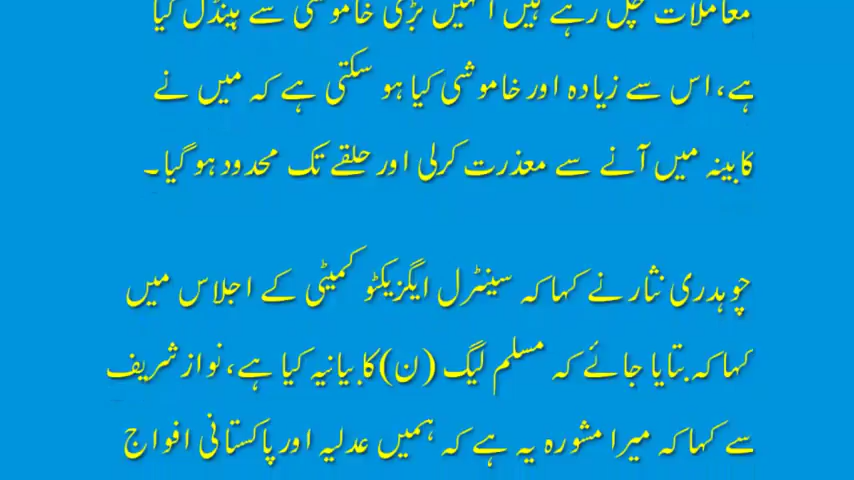 معاملات چل رہے ہیں انہیں بڑی خاموشی سے ہینڈل کیا
ہے، اس سے زیادہ اور خاموشی کیا ہو سکتی ہے کہ میں نے
کابینہ میں آنے سے معذرت کرلی اور حلقے تک محدود ہوگیا۔
چوہدری نثار نے کہا کہ سینٹرل ایگزیکٹو کمیٹی کے اجلاس میں
کہا کہ بتایا جائے کہ مسلم لیگ (ن) کا بیانیہ کیا ہے، نواز شریف
سے کہا کہ میرا مشورہ یہ ہے کہ ہمیں عدلیہ اور پاکستانی افواج